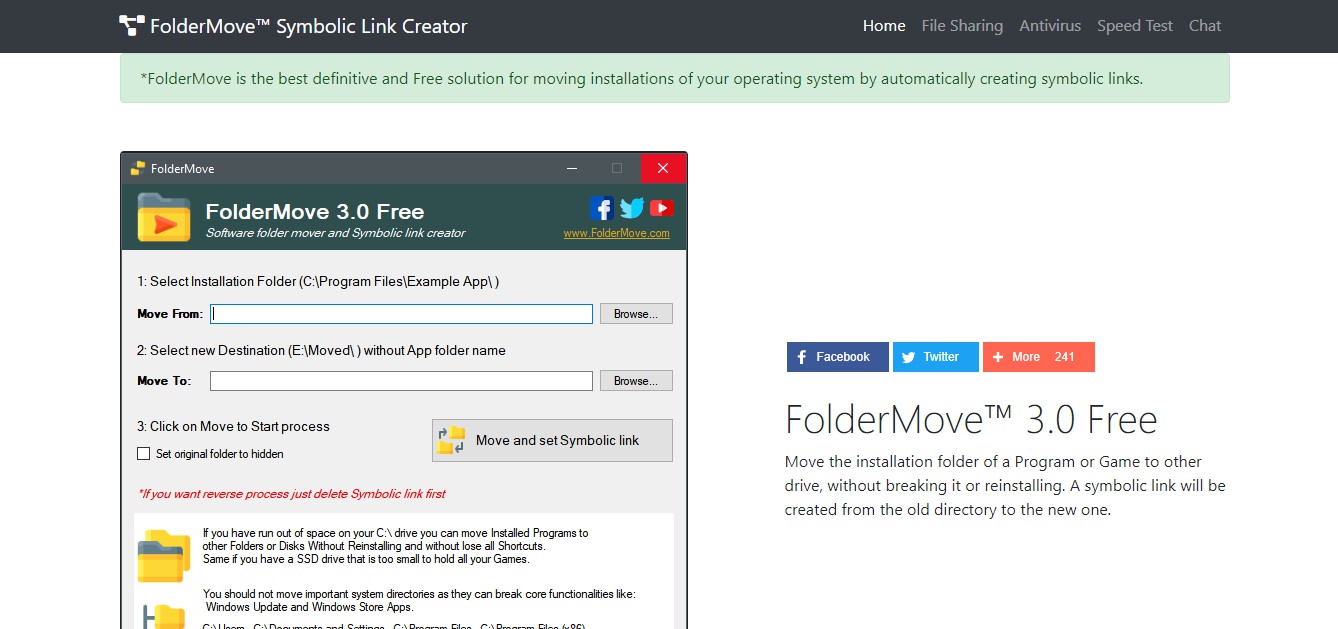 FolderMove™ Symbolic Link Creator
Home File Sharing Antivirus Speed Test Chat
*FolderMove is the best definitive and Free solution for moving installations of your operating system by automatically creating symbolic links.
FolderMove
FolderMove 3.0 Free
Software folder mover and Symbolic link creator
www.FolderMove.com
1: Select Installation Folder (C:\Program Files\Example App\ )
Move From:
Browse...
2: Select new Destination (E:\Moved\ ) without App folder name
Move To:
Browse...
3: Click on Move to Start process
Set original folder to hidden
Move and set Symbolic link
*If you want reverse process just delete Symbolic link first
If you have run out of space on your C:\ drive you can move Installed Programs to
other Folders or Disks Without Reinstalling and without lose all Shortcuts.
Same if you have a SSD drive that is too small to hold all your Games.
You should not move important system directories as they can break core functionalities like:
Windows Update and Windows Store Apps.
C:\Users - C:\Documents and Settings - C:\Program Files - C:\Program Files (x86)
Facebook
Twitter
More 241
FolderMove™ 3.0 Free
Move the installation folder of a Program or Game to other
drive, without breaking it or reinstalling. A symbolic link will be
created from the old directory to the new one.